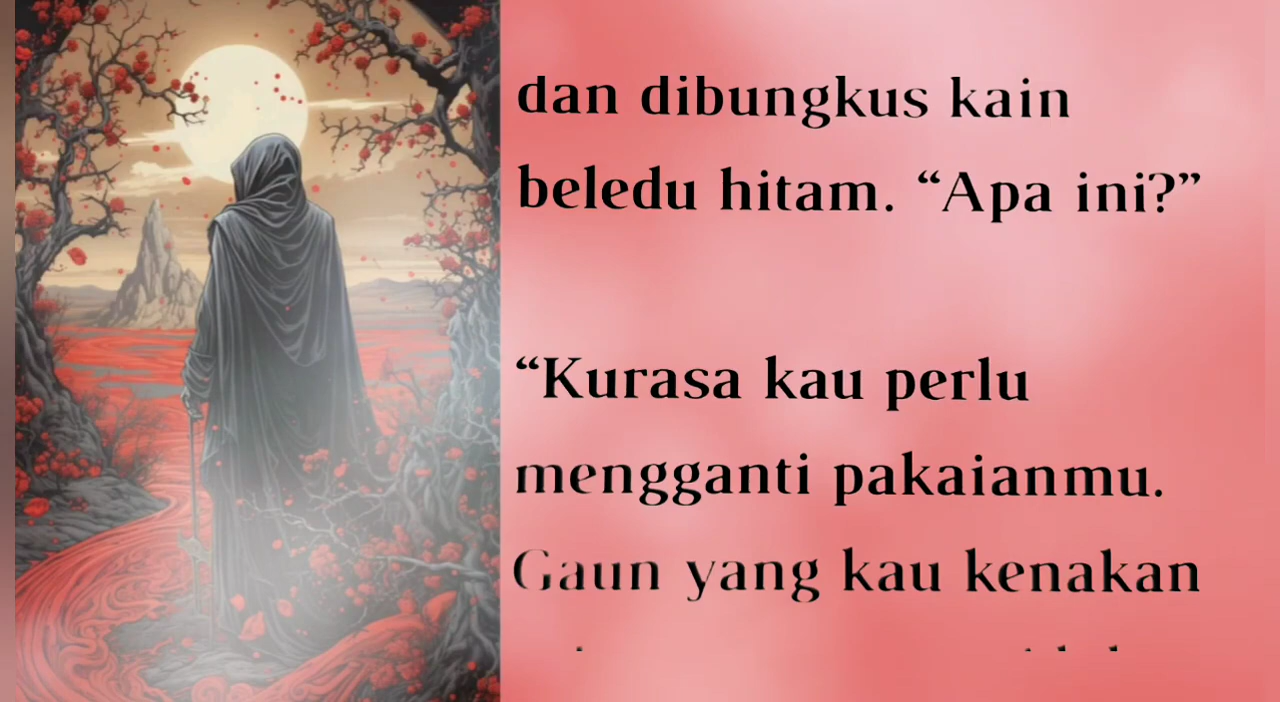 dan dibungkus kain
beledu hitam. “Apa ini?”
“Kurasa kau perlu
mengganti pakaianmu.
Gaun yang kau kenakan